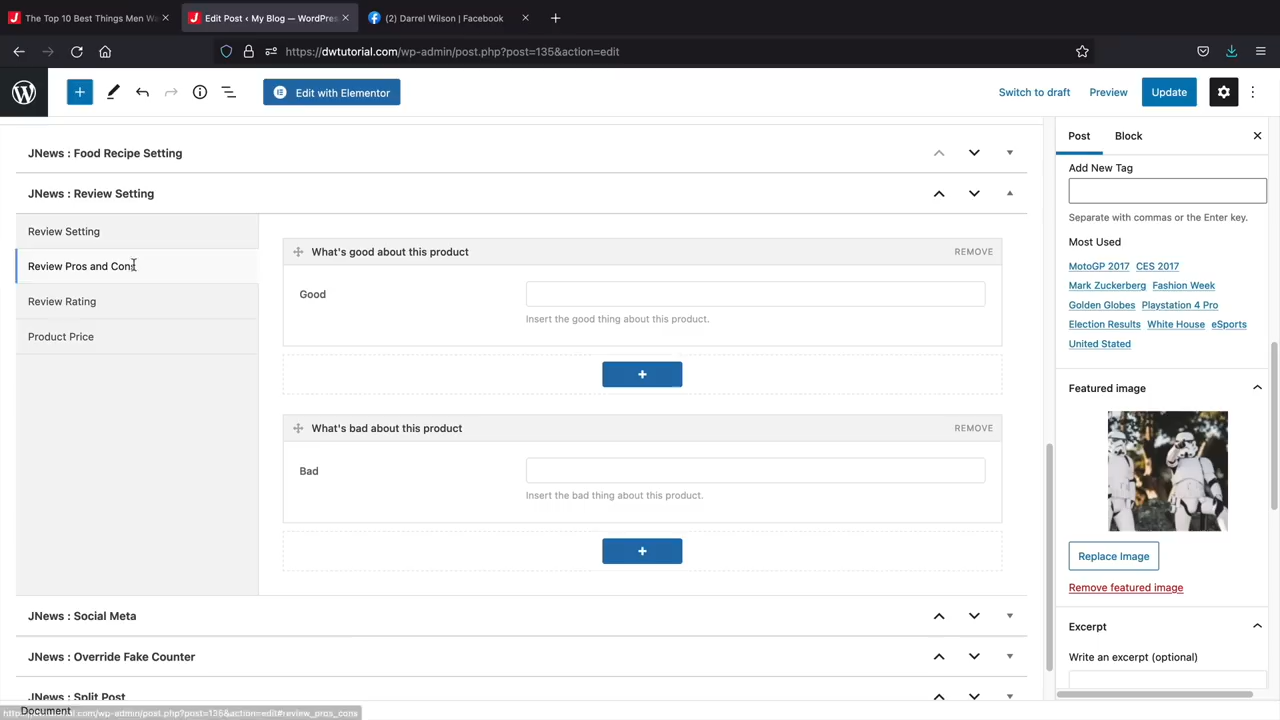 The Top 10 Best Things Men Wa
Edit Post ‹ My Blog — WordPress
(2) Darrel Wilson | Facebook
https://dwtutorial.com/wp-admin/post.php?post=135&action=edit
Edit with Elementor
Switch to draft
Preview
Update
Post
Block
JNews : Food Recipe Setting
JNews : Review Setting
Review Setting
Review Pros and Cons
Review Rating
Product Price
What's good about this product
REMOVE
Good
Insert the good thing about this product.
+
What's bad about this product
REMOVE
Bad
Insert the bad thing about this product.
+
JNews : Social Meta
JNews : Override Fake Counter
JNews : Split Post
Add New Tag
Separate with commas or the Enter key.
Most Used
MotoGP 2017 CES 2017
Mark Zuckerberg Fashion Week
Golden Globes Playstation 4 Pro
Election Results White House eSports
United Stated
Featured image
Replace Image
Remove featured image
Excerpt
Write an excerpt (optional)
Document